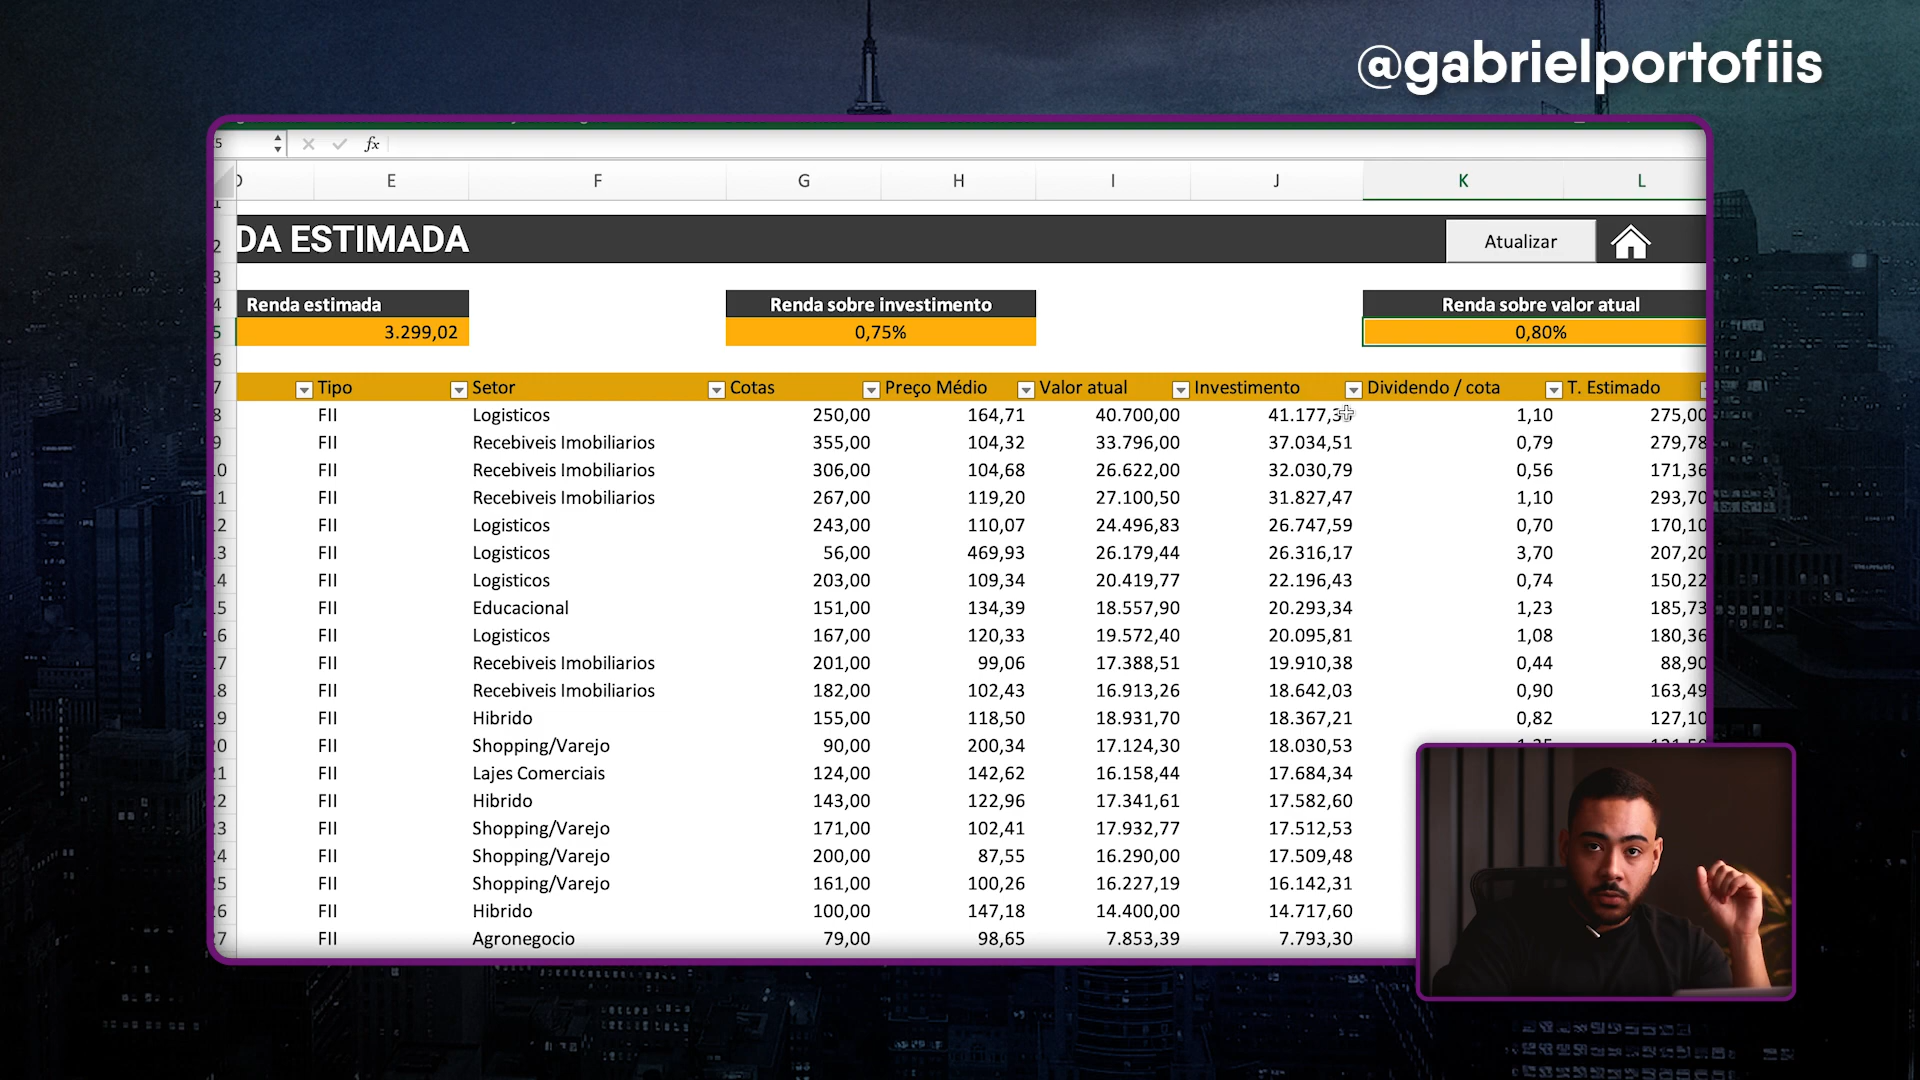 @gabrielportofiis
5 fx
E F G H I J K L
DA ESTIMADA Atualizar
Renda estimada Renda sobre investimento Renda sobre valor atual
3.299,02 0,75% 0,80%
Tipo Setor Cotas Preço Médio Valor atual Investimento Dividendo / cota T. Estimado
FII Logisticos 250,00 164,71 40.700,00 41.177,3 1,10 275,00
FII Recebiveis Imobiliarios 355,00 104,32 33.796,00 37.034,51 0,79 279,78
FII Recebiveis Imobiliarios 306,00 104,68 26.622,00 32.030,79 0,56 171,36
FII Recebiveis Imobiliarios 267,00 119,20 27.100,50 31.827,47 1,10 293,70
FII Logisticos 243,00 110,07 24.496,83 26.747,59 0,70 170,10
FII Logisticos 56,00 469,93 26.179,44 26.316,17 3,70 207,20
FII Logisticos 203,00 109,34 20.419,77 22.196,43 0,74 150,22
FII Educacional 151,00 134,39 18.557,90 20.293,34 1,23 185,73
FII Logisticos 167,00 120,33 19.572,40 20.095,81 1,08 180,36
FII Recebiveis Imobiliarios 201,00 99,06 17.388,51 19.910,38 0,44 88,90
FII Recebiveis Imobiliarios 182,00 102,43 16.913,26 18.642,03 0,90 163,49
FII Hibrido 155,00 118,50 18.931,70 18.367,21 0,82 127,10
FII Shopping/Varejo 90,00 200,34 17.124,30 18.030,53
FII Lajes Comerciais 124,00 142,62 16.158,44 17.684,34
FII Hibrido 143,00 122,96 17.341,61 17.582,60
FII Shopping/Varejo 171,00 102,41 17.932,77 17.512,53
FII Shopping/Varejo 200,00 87,55 16.290,00 17.509,48
FII Shopping/Varejo 161,00 100,26 16.227,19 16.142,31
FII Hibrido 100,00 147,18 14.400,00 14.717,60
FII Agronegocio 79,00 98,65 7.853,39 7.793,30